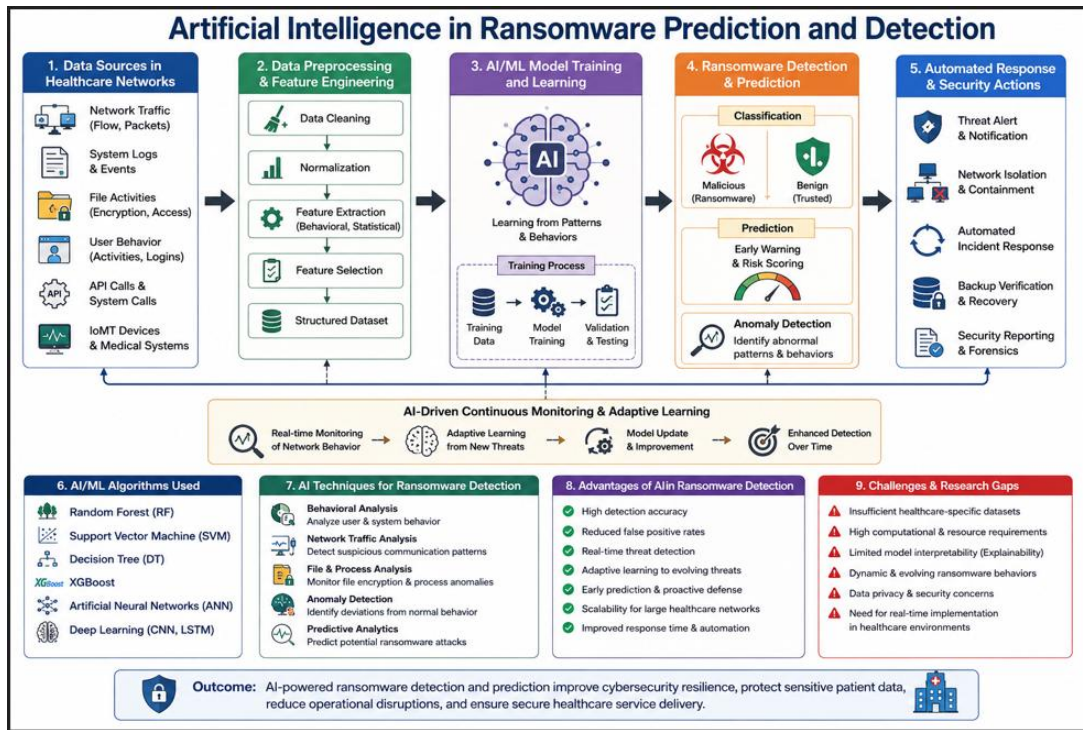 Artificial Intelligence in Ransomware Prediction and Detection
1. Data Sources in
Healthcare Networks
Network Traffic
(Flow, Packets)
System Logs
& Events
File Activities
(Encryption, Access)
User Behavior
(Activities, Logins)
API
API Calls &
System Calls
IoMT Devices
& Medical Systems
2. Data Preprocessing
& Feature Engineering
Data Cleaning
Normalization
Feature Extraction
(Behavioral, Statistical)
Feature Selection
Structured Dataset
3. AI/ML Model Training
and Learning
AI
Learning from Patterns
& Behaviors
Training Process
Training
Data
Model
Training
Validation
& Testing
4. Ransomware Detection
& Prediction
Classification
Malicious
(Ransomware)
Benign
(Trusted)
Prediction
Early Warning
& Risk Scoring
Anomaly Detection
Identify abnormal
patterns & behaviors
5. Automated Response
& Security Actions
Threat Alert
& Notification
Network Isolation
& Containment
Automated
Incident Response
Backup Verification
& Recovery
Security Reporting
& Forensics
AI-Driven Continuous Monitoring & Adaptive Learning
Real-time Monitoring
of Network Behavior
Adaptive Learning
from New Threats
Model Update
& Improvement
Enhanced Detection
Over Time
6. AI/ML Algorithms Used
Random Forest (RF)
Support Vector Machine (SVM)
Decision Tree (DT)
XGBoost XGBoost
Artificial Neural Networks (ANN)
Deep Learning (CNN, LSTM)
7. AI Techniques for Ransomware Detection
Behavioral Analysis
Analyze user & system behavior
Network Traffic Analysis
Detect suspicious communication patterns
File & Process Analysis
Monitor file encryption & process anomalies
Anomaly Detection
Identify deviations from normal behavior
Predictive Analytics
Predict potential ransomware attacks
8. Advantages of AIin Ransomware Detection
High detection accuracy
Reduced false positive rates
Real-time threat detection
Adaptive learning to evolving threats
Early prediction & proactive defense
Scalability for large healthcare networks
Improved response time & automation
9. Challenges & Research Gaps
Insufficient healthcare-specific datasets
High computational & resource requirements
Limited model interpretability (Explainability)
Dynamic & evolving ransomware behaviors
Data privacy & security concerns
Need for real-time implementation
in healthcare environments
Outcome: AI-powered ransomware detection and prediction improve cybersecurity resilience, protect sensitive patient data,
reduce operational disruptions, and ensure secure healthcare service delivery.